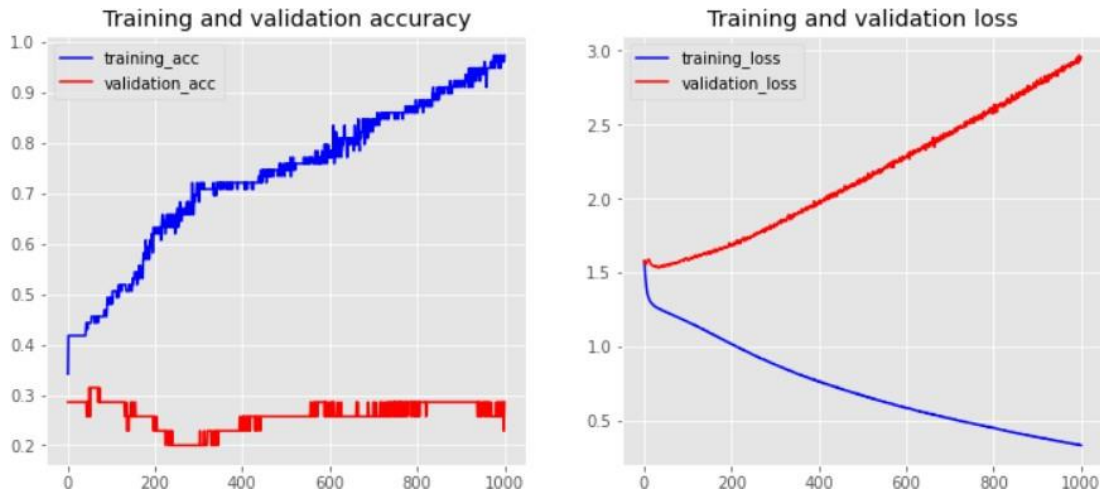 Training and validation accuracy
training_acc
validation_acc
1.0
0.9
0.8
0.7
0.6
0.5
0.4
0.3
0.2
0 200 400 600 800 1000
Training and validation loss
training_loss
validation_loss
3.0
2.5
2.0
1.5
1.0
0.5
0 200 400 600 800 1000